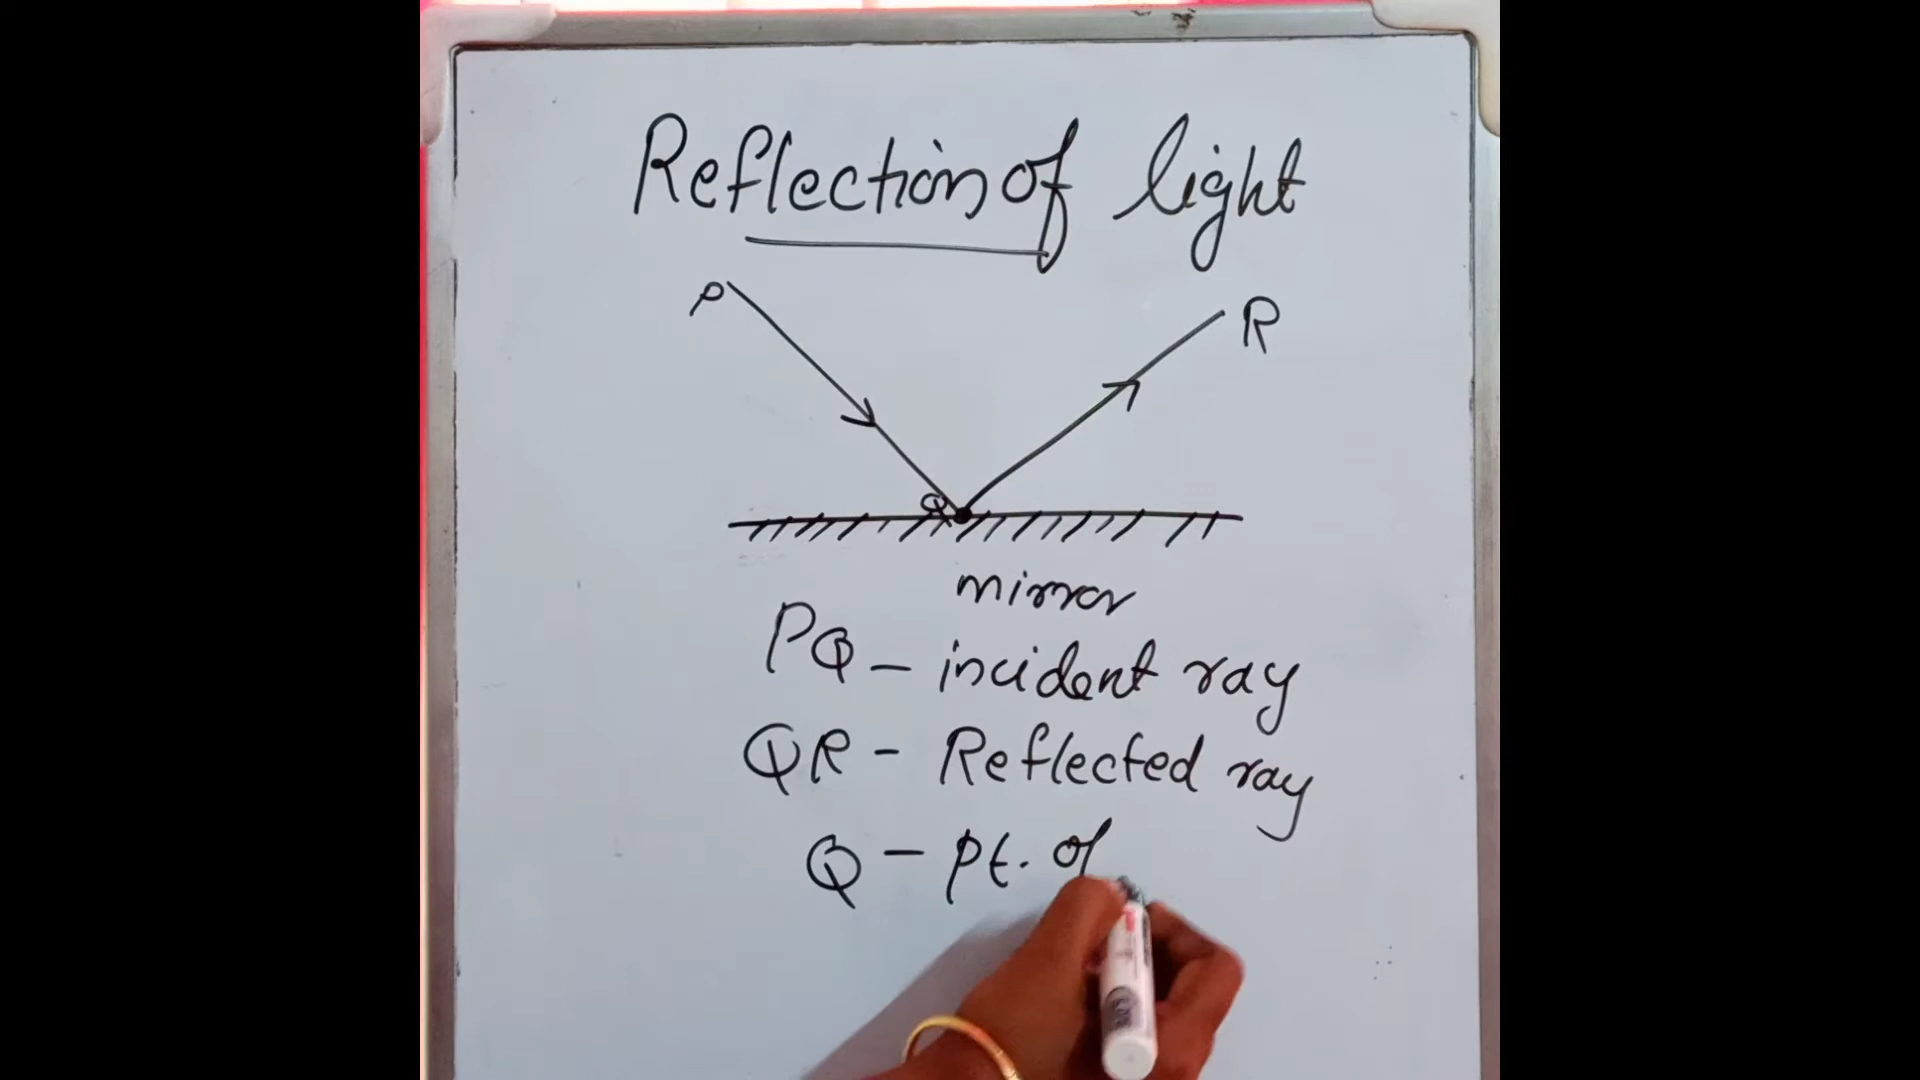 Reflection of light
P
R
Q
mirror
PQ - incident ray
QR - Reflected ray
Q - pt. of